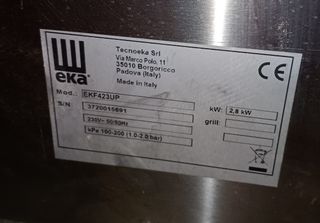 eka
Tecnoeka Srl
Via Marco Polo, 11
35010 Borgoricco
Padova (Italy)
Made in Italy
CE
Mod.: EKF423UP
kW: 2,8 kW
S/N 3720015691
grill:
230V~ 50/60Hz
kPa 100-200 (1.0-2.0 bar)